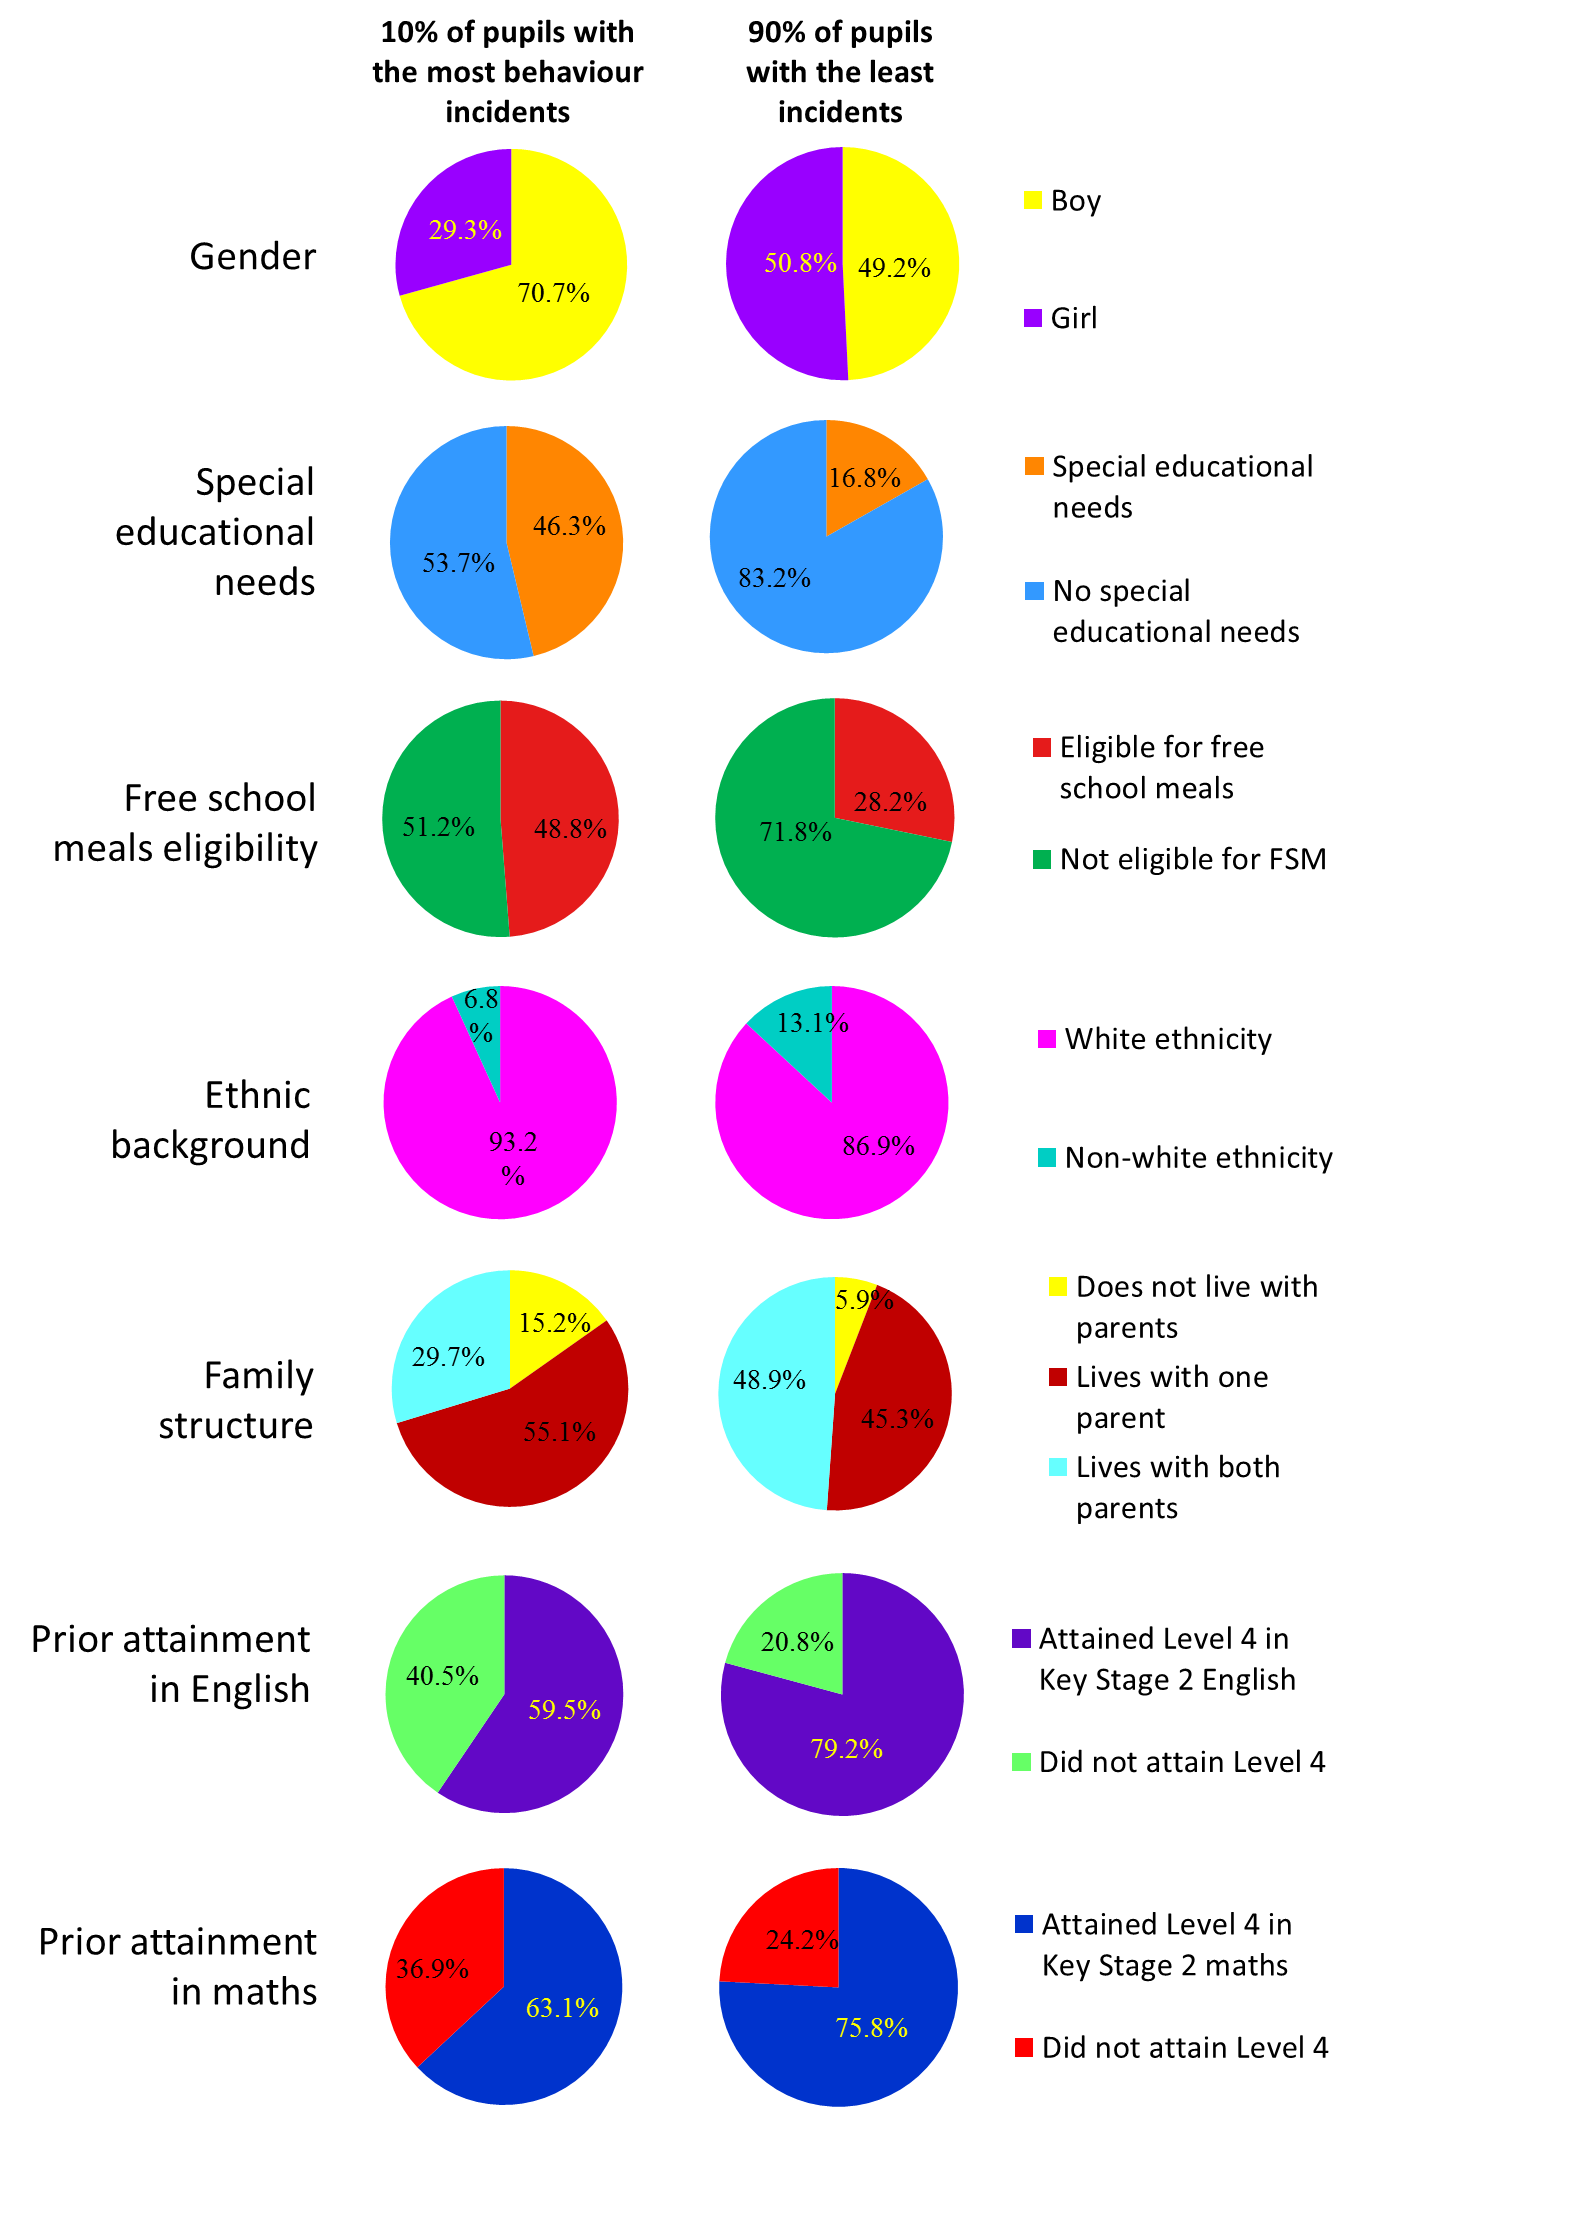 10% of pupils with
the most behaviour
incidents
90% of pupils
with the least
incidents
Gender
29.3%
70.7%
50.8%
49.2%
Boy
Girl
Special
educational
needs
53.7%
46.3%
16.8%
83.2%
Special educational
needs
No special
educational needs
Free school
meals eligibility
51.2%
48.8%
71.8%
28.2%
Eligible for free
school meals
Not eligible for FSM
Ethnic
background
6.8
%
93.2
%
13.1%
86.9%
White ethnicity
Non-white ethnicity
Family
structure
29.7%
15.2%
55.1%
5.9%
48.9%
45.3%
Does not live with
parents
Lives with one
parent
Lives with both
parents
Prior attainment
in English
40.5%
59.5%
20.8%
79.2%
Attained Level 4 in
Key Stage 2 English
Did not attain Level 4
Prior attainment
in maths
36.9%
63.1%
24.2%
75.8%
Attained Level 4 in
Key Stage 2 maths
Did not attain Level 4